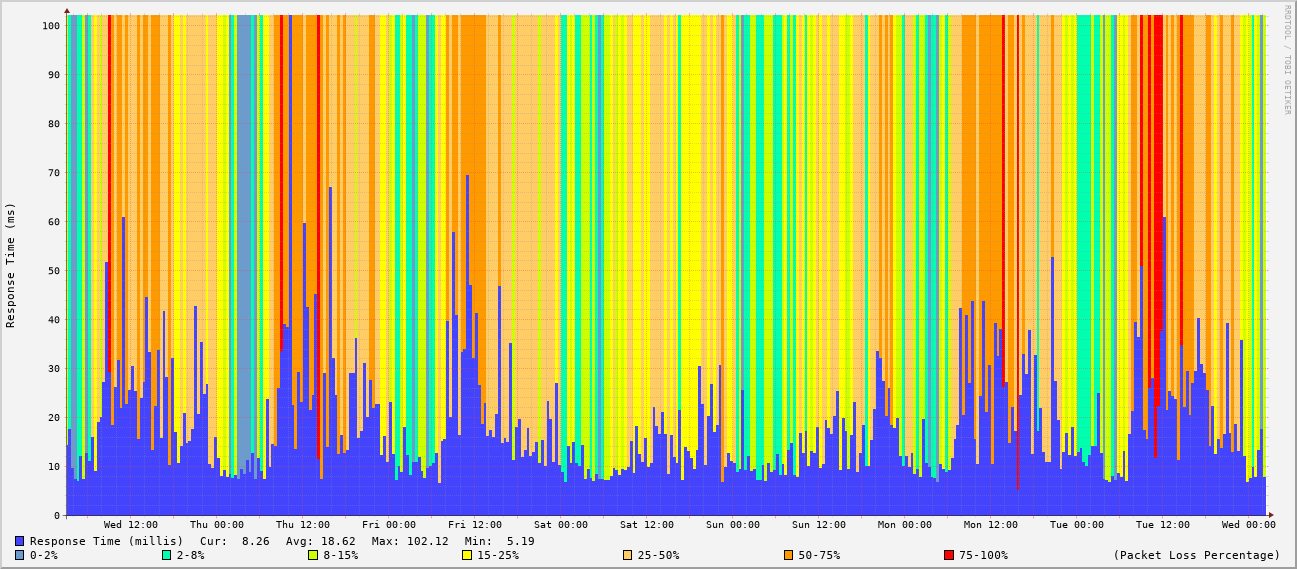 RRDTOOL / TOBI OETIKER
Response Time (ms)
100
90
80
70
60
50
40
30
20
10
0
Wed 12:00 Thu 00:00 Thu 12:00 Fri 00:00 Fri 12:00 Sat 00:00 Sat 12:00 Sun 00:00 Sun 12:00 Mon 00:00 Mon 12:00 Tue 00:00 Tue 12:00 Wed 00:00
Response Time (millis) Cur: 8.26 Avg: 18.62 Max: 102.12 Min: 5.19
0-2% 2-8% 8-15% 15-25% 25-50% 50-75% 75-100% (Packet Loss Percentage)